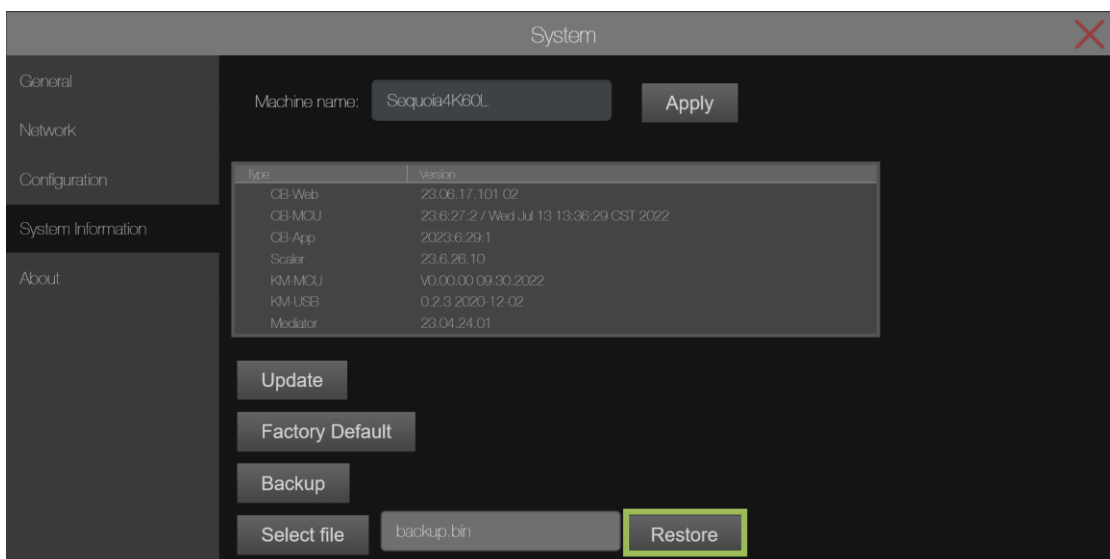 System
General
Network
Configuration
System Information
About
Machine name: Sequoia4K60L Apply
Type Version
CB-Web 23.06.17.101 02
CB-MCU 23:6:27:2 / Wed Jul 13 13:36:29 CST 2022
CB-App 2023:6:29:1
Scaler 23.6.26.10
KM-MCU V0.00.00 09.30.2022
KM-USB 0.2.3 2020-12-02
Mediator 23.04.24.01
Update
Factory Default
Backup
Select file backup.bin Restore